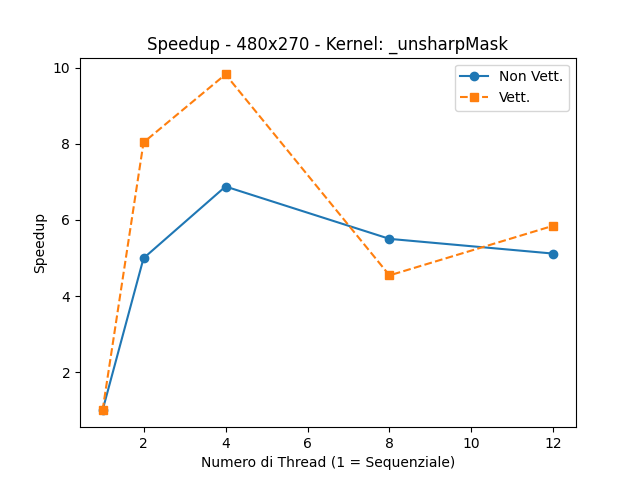 Speedup - 480x270 - Kernel: _unsharpMask
Non Vett.
Vett.
Speedup
10
8
6
4
2
2 4 6 8 10 12
Numero di Thread (1 = Sequenziale)